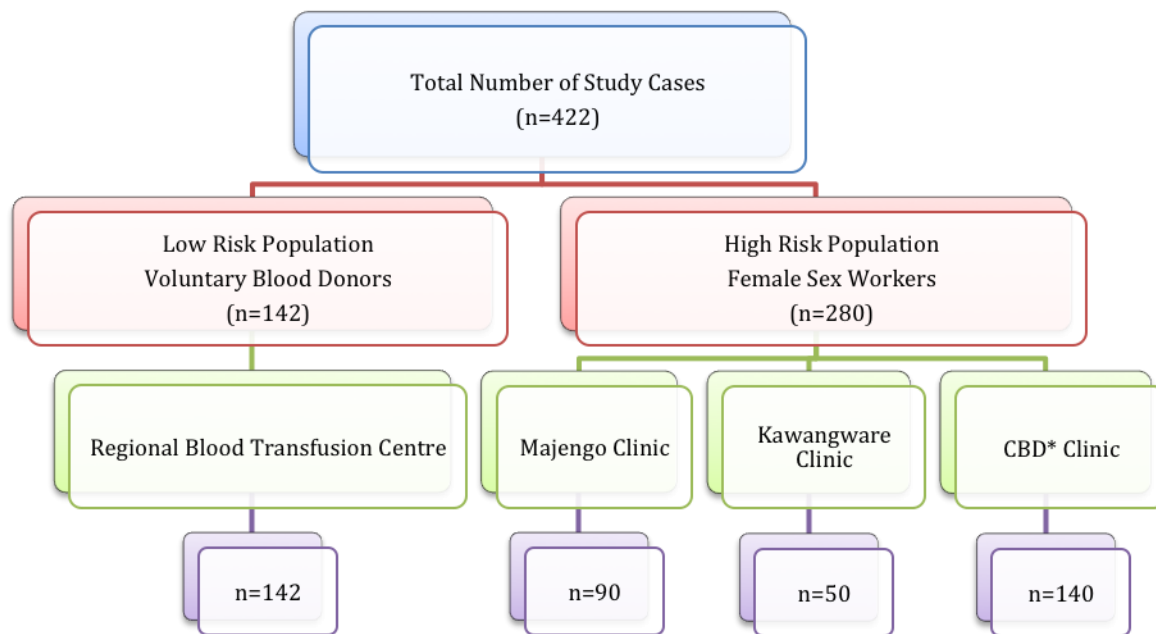 Total Number of Study Cases
(n=422)
Low Risk Population
Voluntary Blood Donors
(n=142)
High Risk Population
Female Sex Workers
(n=280)
Regional Blood Transfusion Centre
Majengo Clinic
Kawangware
Clinic
CBD* Clinic
n=142
n=90
n=50
n=140